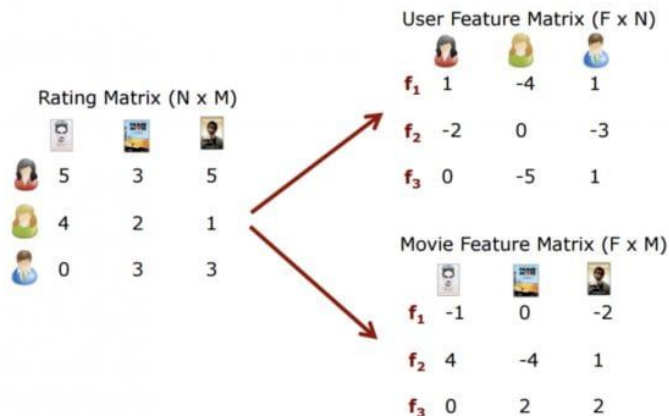 User Feature Matrix (F x N)
f1 1 -4 1
f2 -2 0 -3
f3 0 -5 1
Rating Matrix (N x M)
5 3 5
4 2 1
0 3 3
Movie Feature Matrix (F x M)
f1 -1 0 -2
f2 4 -4 1
f3 0 2 2